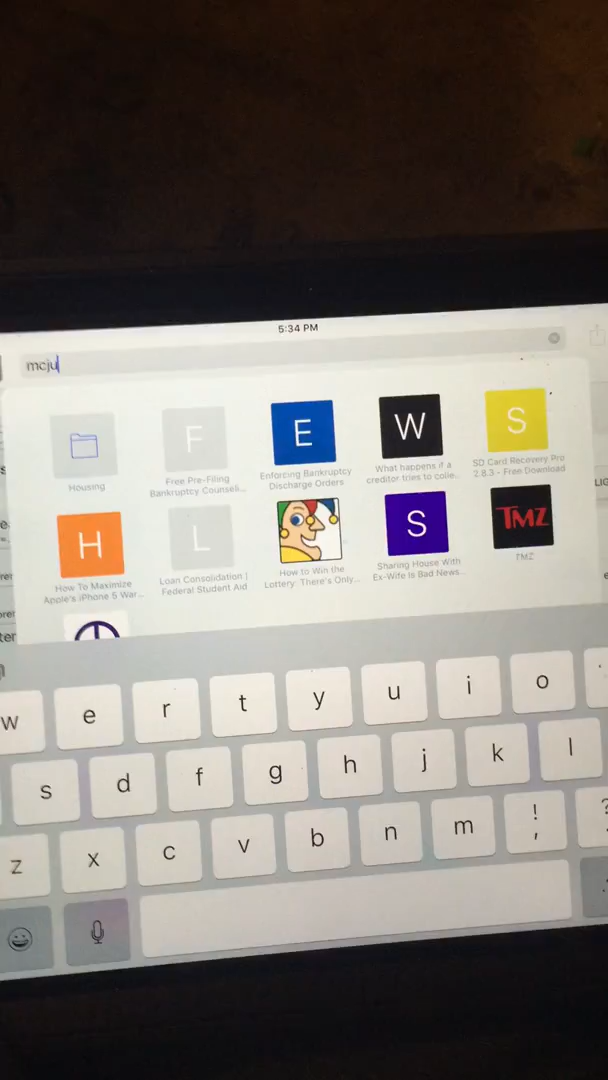 5:34 PM
mcju
F
E
W
S
Housing
Free Pre-Filing
Bankruptcy Counseli...
Enforcing Bankruptcy
Discharge Orders
What happens if a
creditor tries to colle...
SD Card Recovery Pro
2.8.3 - Free Download
H
L
S
TMZ
How To Maximize
Apple's iPhone 5 War...
Loan Consolidation |
Federal Student Aid
How to Win the
Lottery: There's Only...
Sharing House With
Ex-Wife Is Bad News...
TMZ
w e r t y u i o
s d f g h j k l
z x c v b n m ! ,